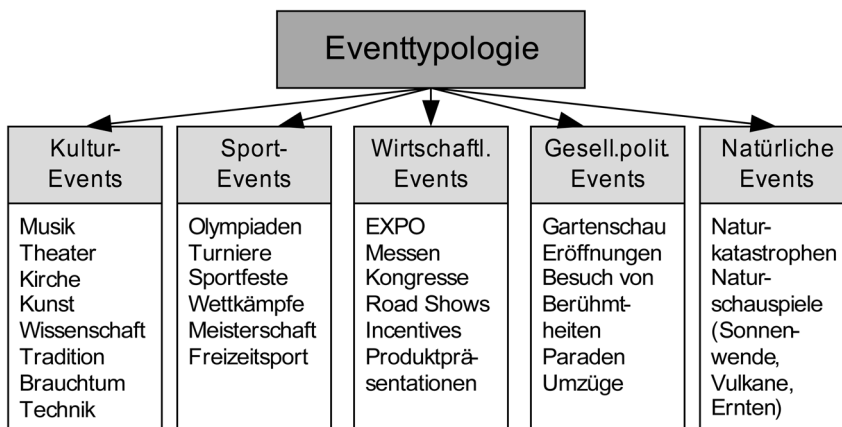 Eventtypologie
Kultur-
Events
Musik
Theater
Kirche
Kunst
Wissenschaft
Tradition
Brauchtum
Technik
Sport-
Events
Olympiaden
Turniere
Sportfeste
Wettkämpfe
Meisterschaft
Freizeitsport
Wirtschaftl.
Events
EXPO
Messen
Kongresse
Road Shows
Incentives
Produktprä-
sentationen
Gesell.polit.
Events
Gartenschau
Eröffnungen
Besuch von
Berühmt-
heiten
Paraden
Umzüge
Natürliche
Events
Natur-
katastrophen
Natur-
schauspiele
(Sonnen-
wende,
Vulkane,
Ernten)